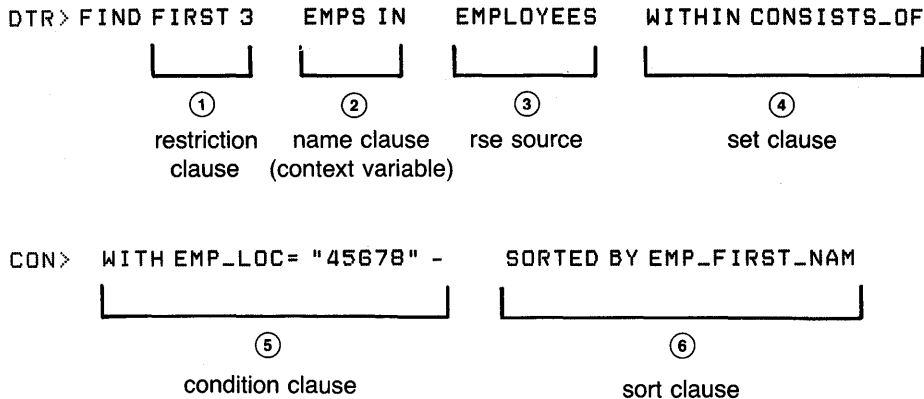 DTR> FIND FIRST 3 EMPS IN EMPLOYEES WITHIN CONSISTS_OF
1 2 3 4
restriction clause name clause (context variable) rse source set clause
CON> WITH EMP_LOC= "45678" - SORTED BY EMP_FIRST_NAM
5 6
condition clause sort clause